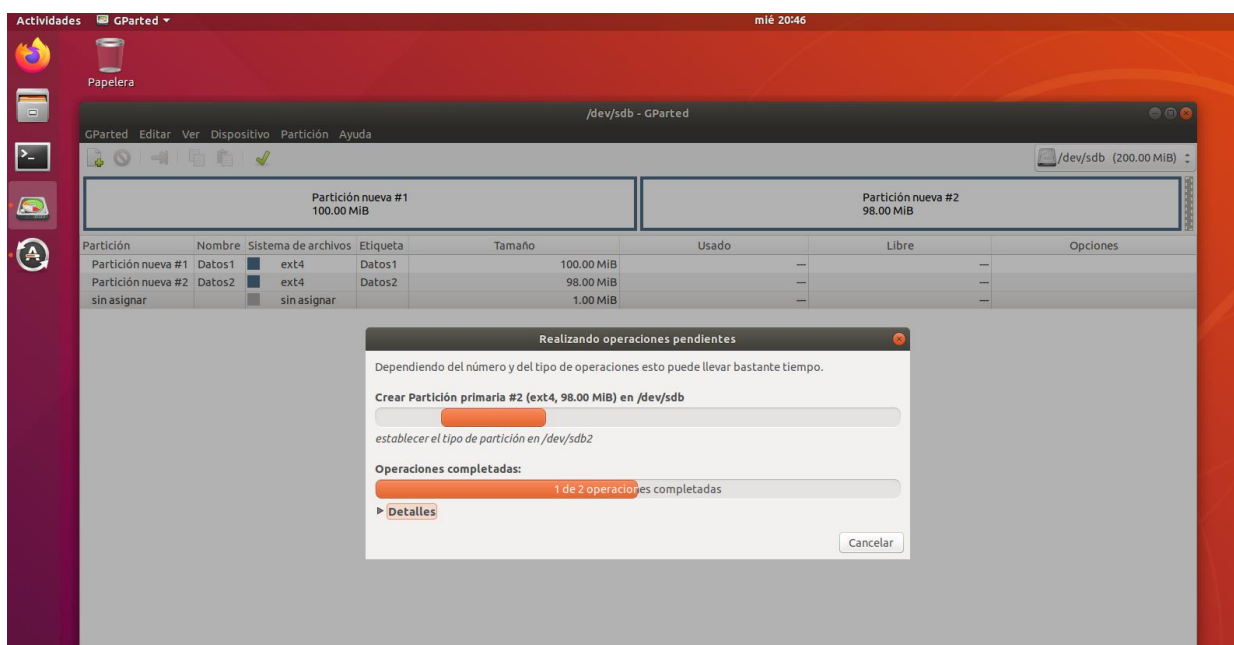 Actividades GParted mié 20:46
Papelera
/dev/sdb - GParted
GParted Editar Ver Dispositivo Partición Ayuda
/dev/sdb (200.00 MiB)
Partición nueva #1
100.00 MiB
Partición nueva #2
98.00 MiB
Partición Nombre Sistema de archivos Etiqueta Tamaño Usado Libre Opciones
Partición nueva #1 Datos1 ext4 Datos1 100.00 MiB — —
Partición nueva #2 Datos2 ext4 Datos2 98.00 MiB — —
sin asignar sin asignar 1.00 MiB — —
Realizando operaciones pendientes
Dependiendo del número y del tipo de operaciones esto puede llevar bastante tiempo.
Crear Partición primaria #2 (ext4, 98.00 MiB) en /dev/sdb
establecer el tipo de partición en /dev/sdb2
Operaciones completadas:
1 de 2 operaciones completadas
Detalles
Cancelar